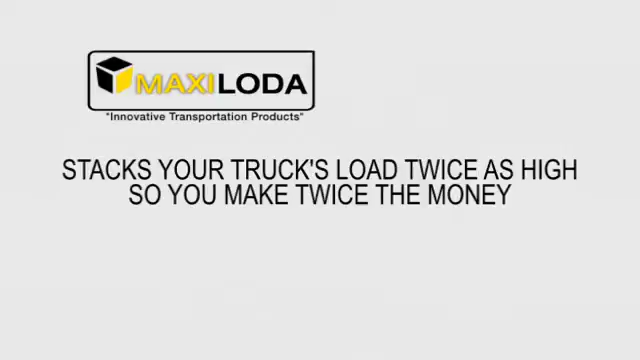 MAXILODA
"Innovative Transportation Products"
STACKS YOUR TRUCK'S LOAD TWICE AS HIGH
SO YOU MAKE TWICE THE MONEY